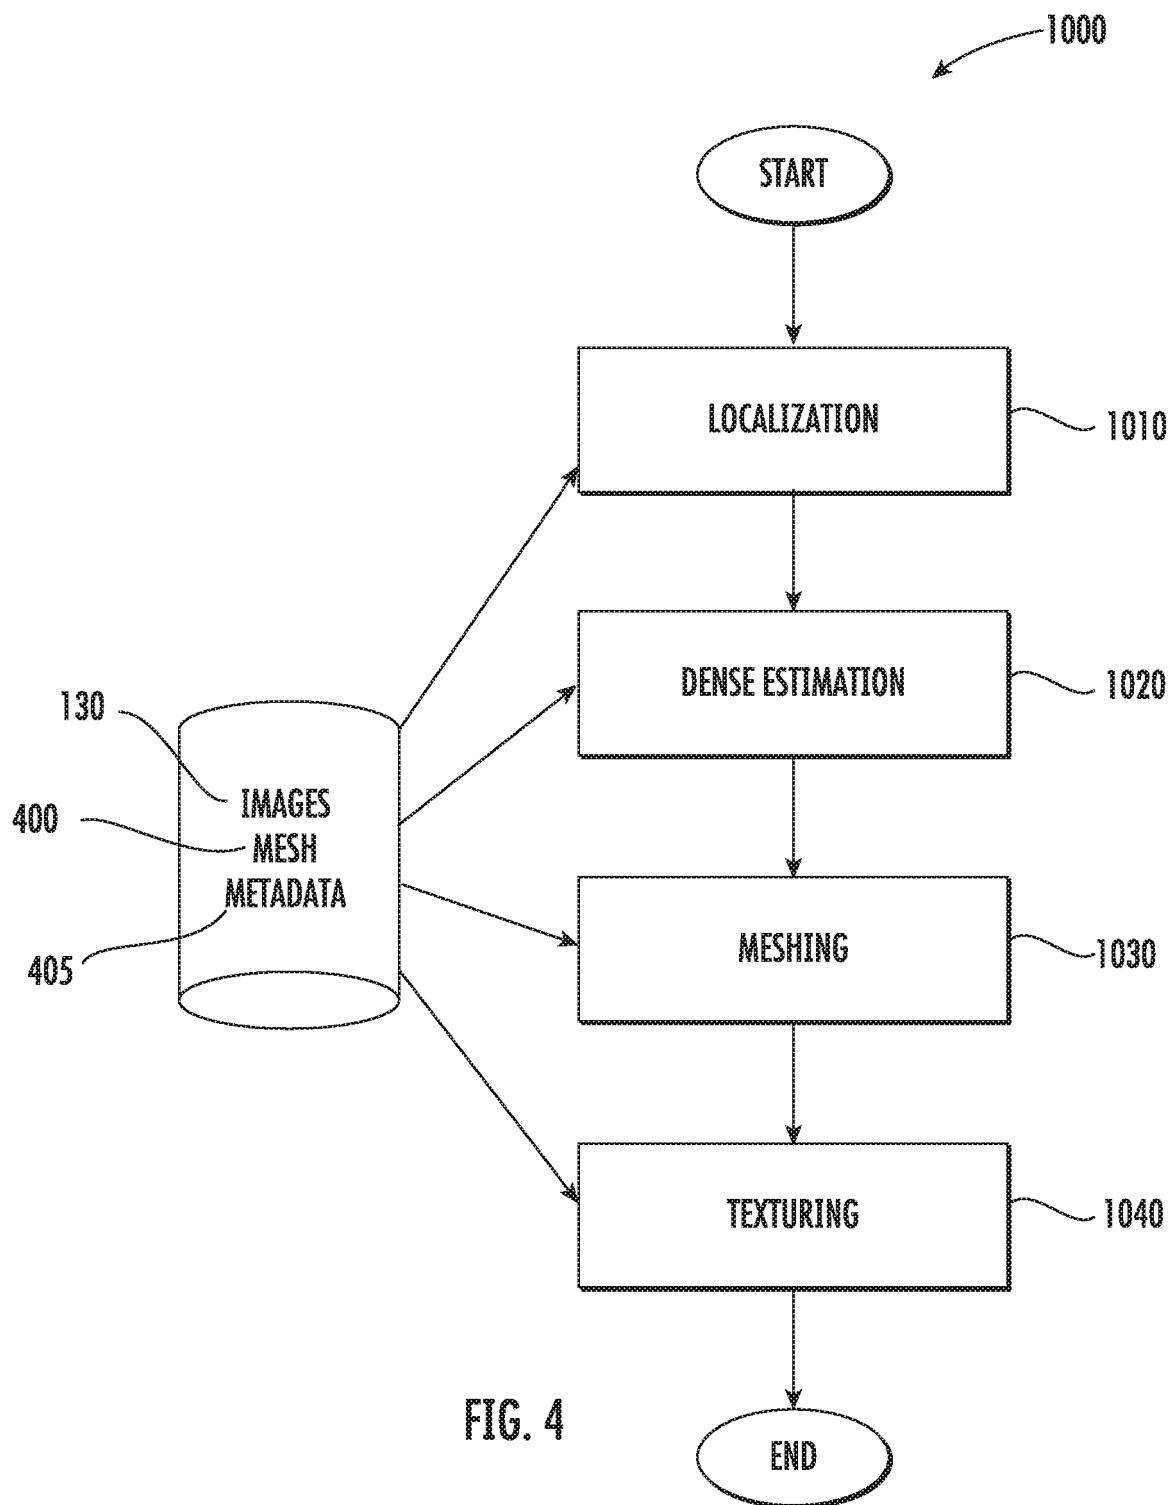 1000
START
LOCALIZATION
1010
DENSE ESTIMATION
1020
130
IMAGES
400
MESH
METADATA
405
MESHING
1030
TEXTURING
1040
FIG. 4
END